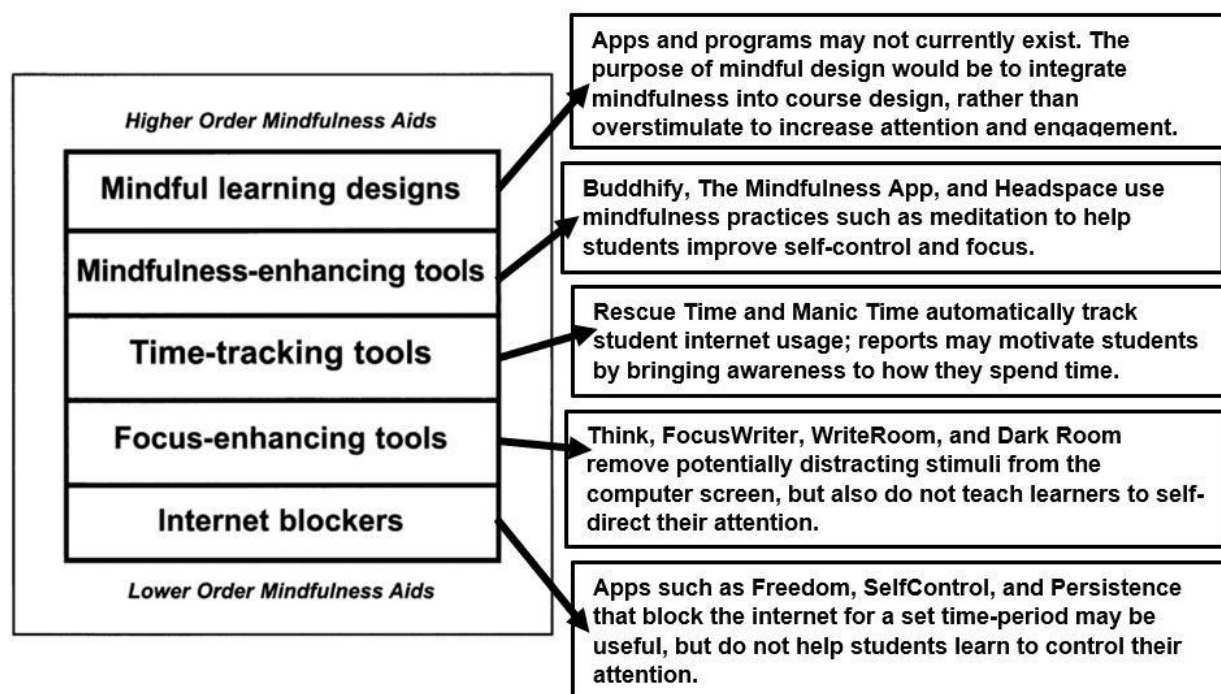 Higher Order Mindfulness Aids
Mindful learning designs
Mindfulness-enhancing tools
Time-tracking tools
Focus-enhancing tools
Internet blockers
Lower Order Mindfulness Aids
Apps and programs may not currently exist. The
purpose of mindful design would be to integrate
mindfulness into course design, rather than
overstimulate to increase attention and engagement.
Buddhify, The Mindfulness App, and Headspace use
mindfulness practices such as meditation to help
students improve self-control and focus.
Rescue Time and Manic Time automatically track
student internet usage; reports may motivate students
by bringing awareness to how they spend time.
Think, FocusWriter, WriteRoom, and Dark Room
remove potentially distracting stimuli from the
computer screen, but also do not teach learners to self-
direct their attention.
Apps such as Freedom, SelfControl, and Persistence
that block the internet for a set time-period may be
useful, but do not help students learn to control their
attention.